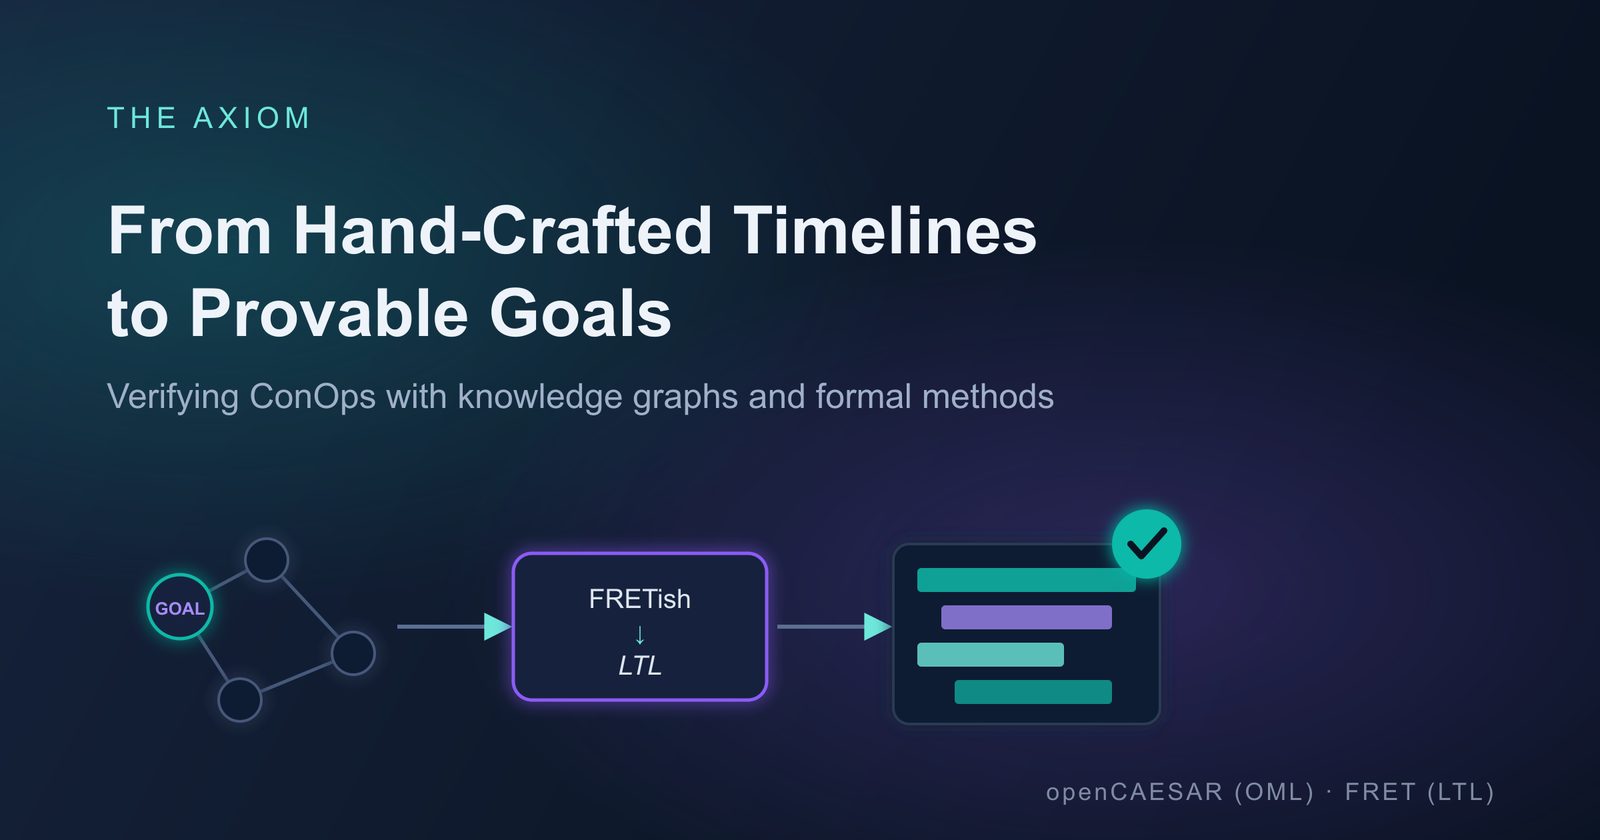 THE AXIOM
From Hand-Crafted Timelines
to Provable Goals
Verifying ConOps with knowledge graphs and formal methods
GOAL
FRETish
↓
LTL
openCAESAR (OML) · FRET (LTL)